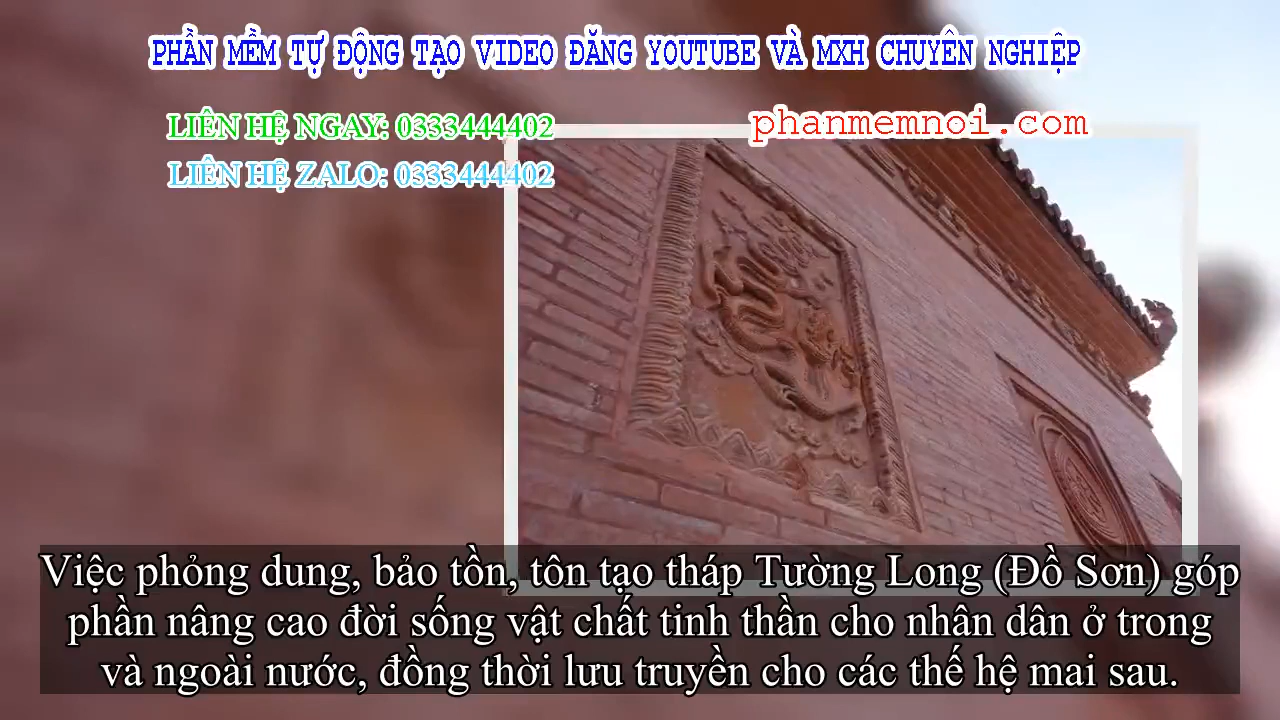 PHẦN MỀM TỰ ĐỘNG TẠO VIDEO ĐĂNG YOUTUBE VÀ MXH CHUYÊN NGHIỆP
LIÊN HỆ NGAY: 0333444402
phanmemnoi.com
LIÊN HỆ ZALO: 0333444402
Việc phỏng dung, bảo tồn, tôn tạo tháp Tường Long (Đồ Sơn) góp
phần nâng cao đời sống vật chất tinh thần cho nhân dân ở trong
và ngoài nước, đồng thời lưu truyền cho các thế hệ mai sau.